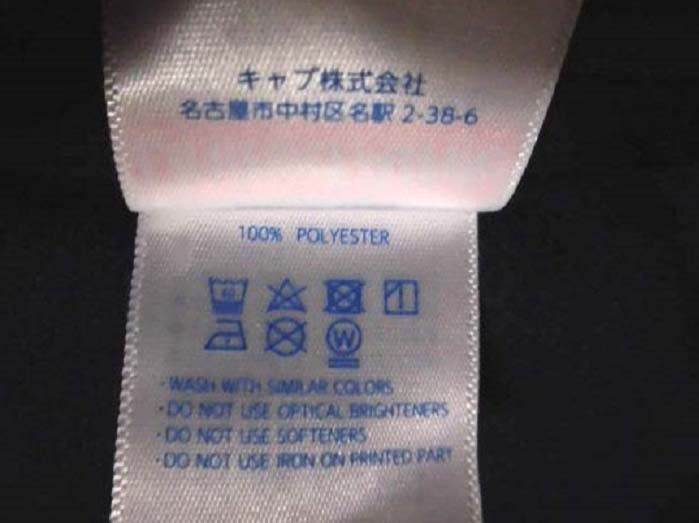 キャプ株式会社
名古屋市中村区名駅 2-38-6
100% POLYESTER
W
・WASH WITH SIMILAR COLORS
・DO NOT USE OPTICAL BRIGHTENERS
・DO NOT USE SOFTENERS
・DO NOT USE IRON ON PRINTED PART